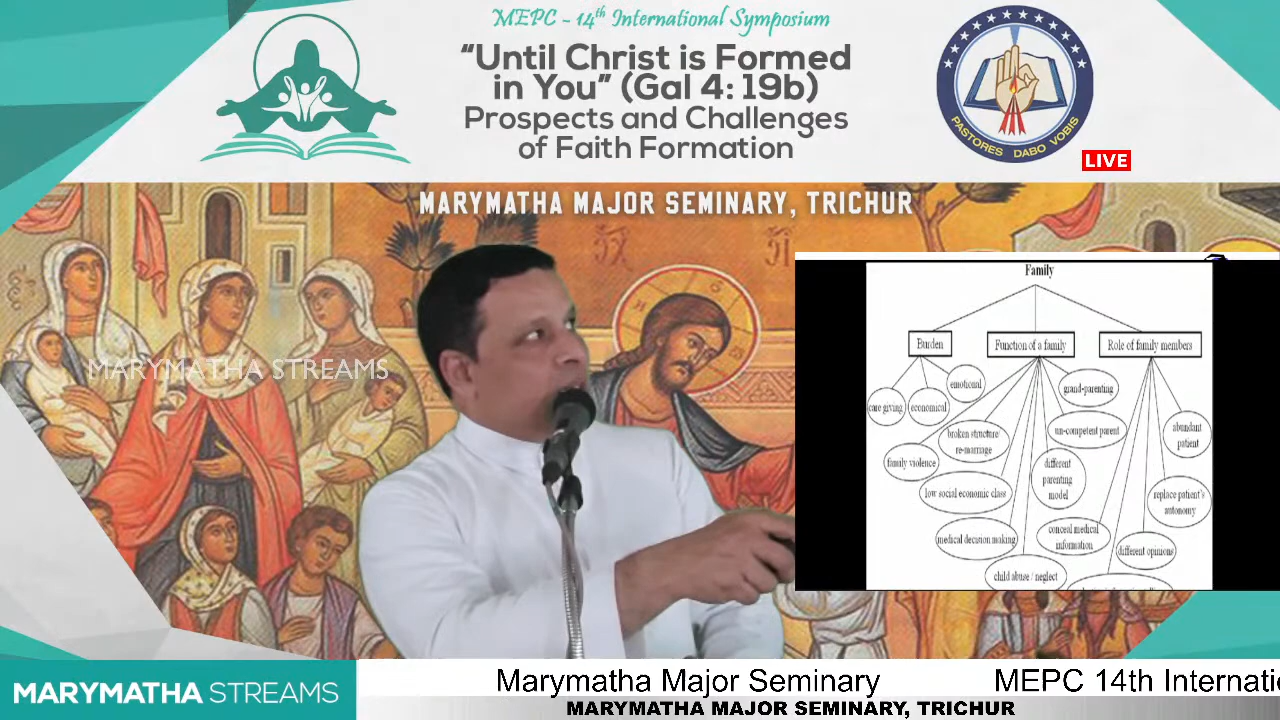 MEPC - 14th International Symposium
“Until Christ is Formed
in You” (Gal 4: 19b)
Prospects and Challenges
of Faith Formation
PASTORES DABO VOBIS
LIVE
MARYMATHA MAJOR SEMINARY, TRICHUR
MARYMATHA STREAMS
Family
Burden
Function of a family
Role of family members
emotional
care giving
economical
grand-parenting
broken structure/
re-marriage
un-competent parent
abundant
patient
family violence
different
parenting
model
low social economic class
replace patient's
autonomy
medical decision making
conceal medical
information
different opinions
child abuse / neglect
MARYMATHA STREAMS
Marymatha Major Seminary
MEPC 14th Internatio
MARYMATHA MAJOR SEMINARY, TRICHUR